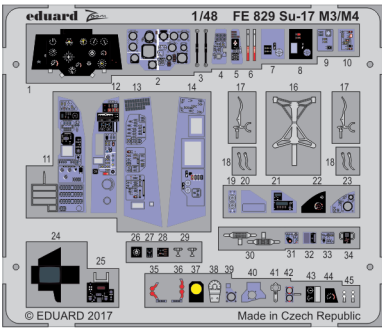 eduard 1/48 FE 829 Su-17 M3/M4
1 2 3 4 5 6 7 8 9 10
11 12 13 14 17 16 17
18 18
19 20 21 22 23
24 25 26 27 28 29 30 31 32 33 34
35 36 37 38 39 40 41 42 43 44 45
© EDUARD 2017 Made in Czech Republic